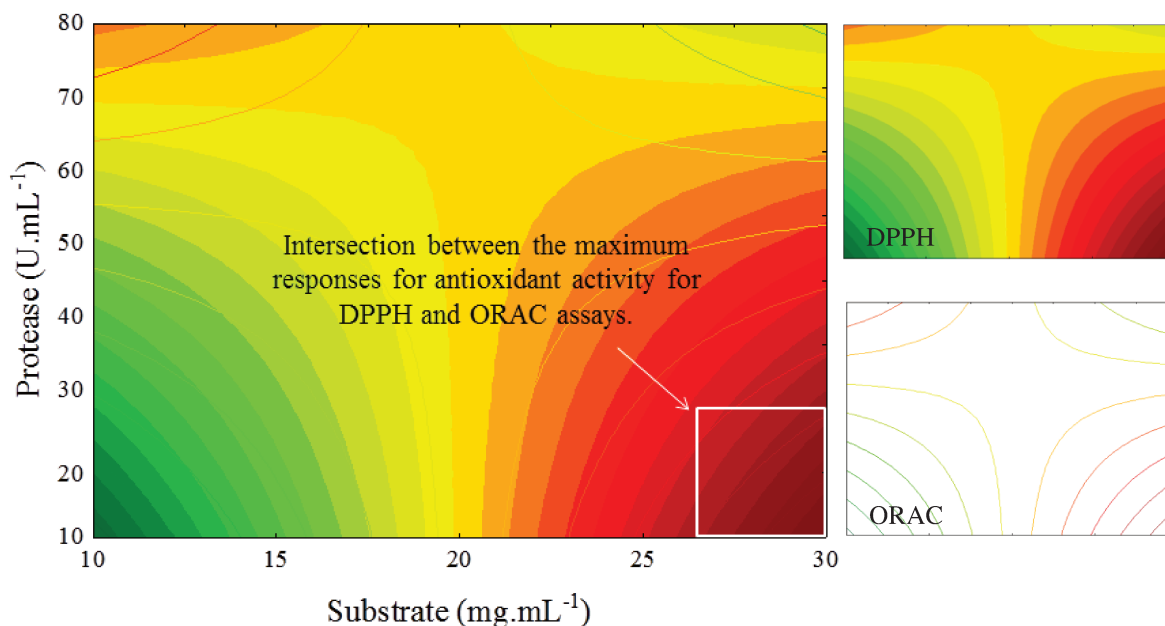 80
70
60
50
40
30
20
10
Protease (U.mL⁻¹)
10
15
20
25
30
Substrate (mg.mL⁻¹)
Intersection between the maximum
responses for antioxidant activity for
DPPH and ORAC assays.
DPPH
ORAC